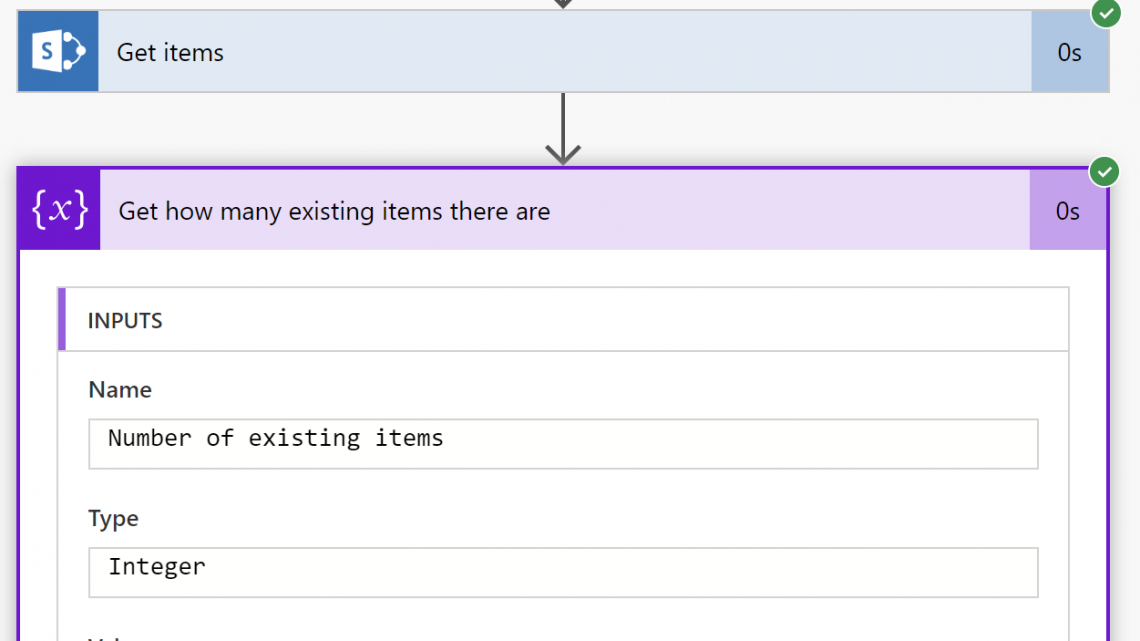 S
Get items
0s
{x}
Get how many existing items there are
0s
INPUTS
Name
Number of existing items
Type
Integer